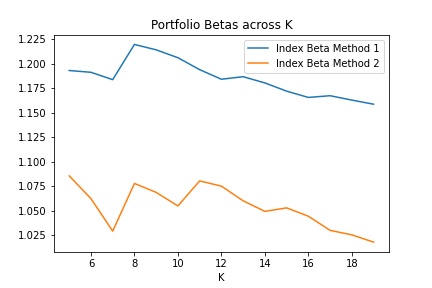 Portfolio Betas across K
Index Beta Method 1
Index Beta Method 2
1.225
1.200
1.175
1.150
1.125
1.100
1.075
1.050
1.025
6 8 10 12 14 16 18
K